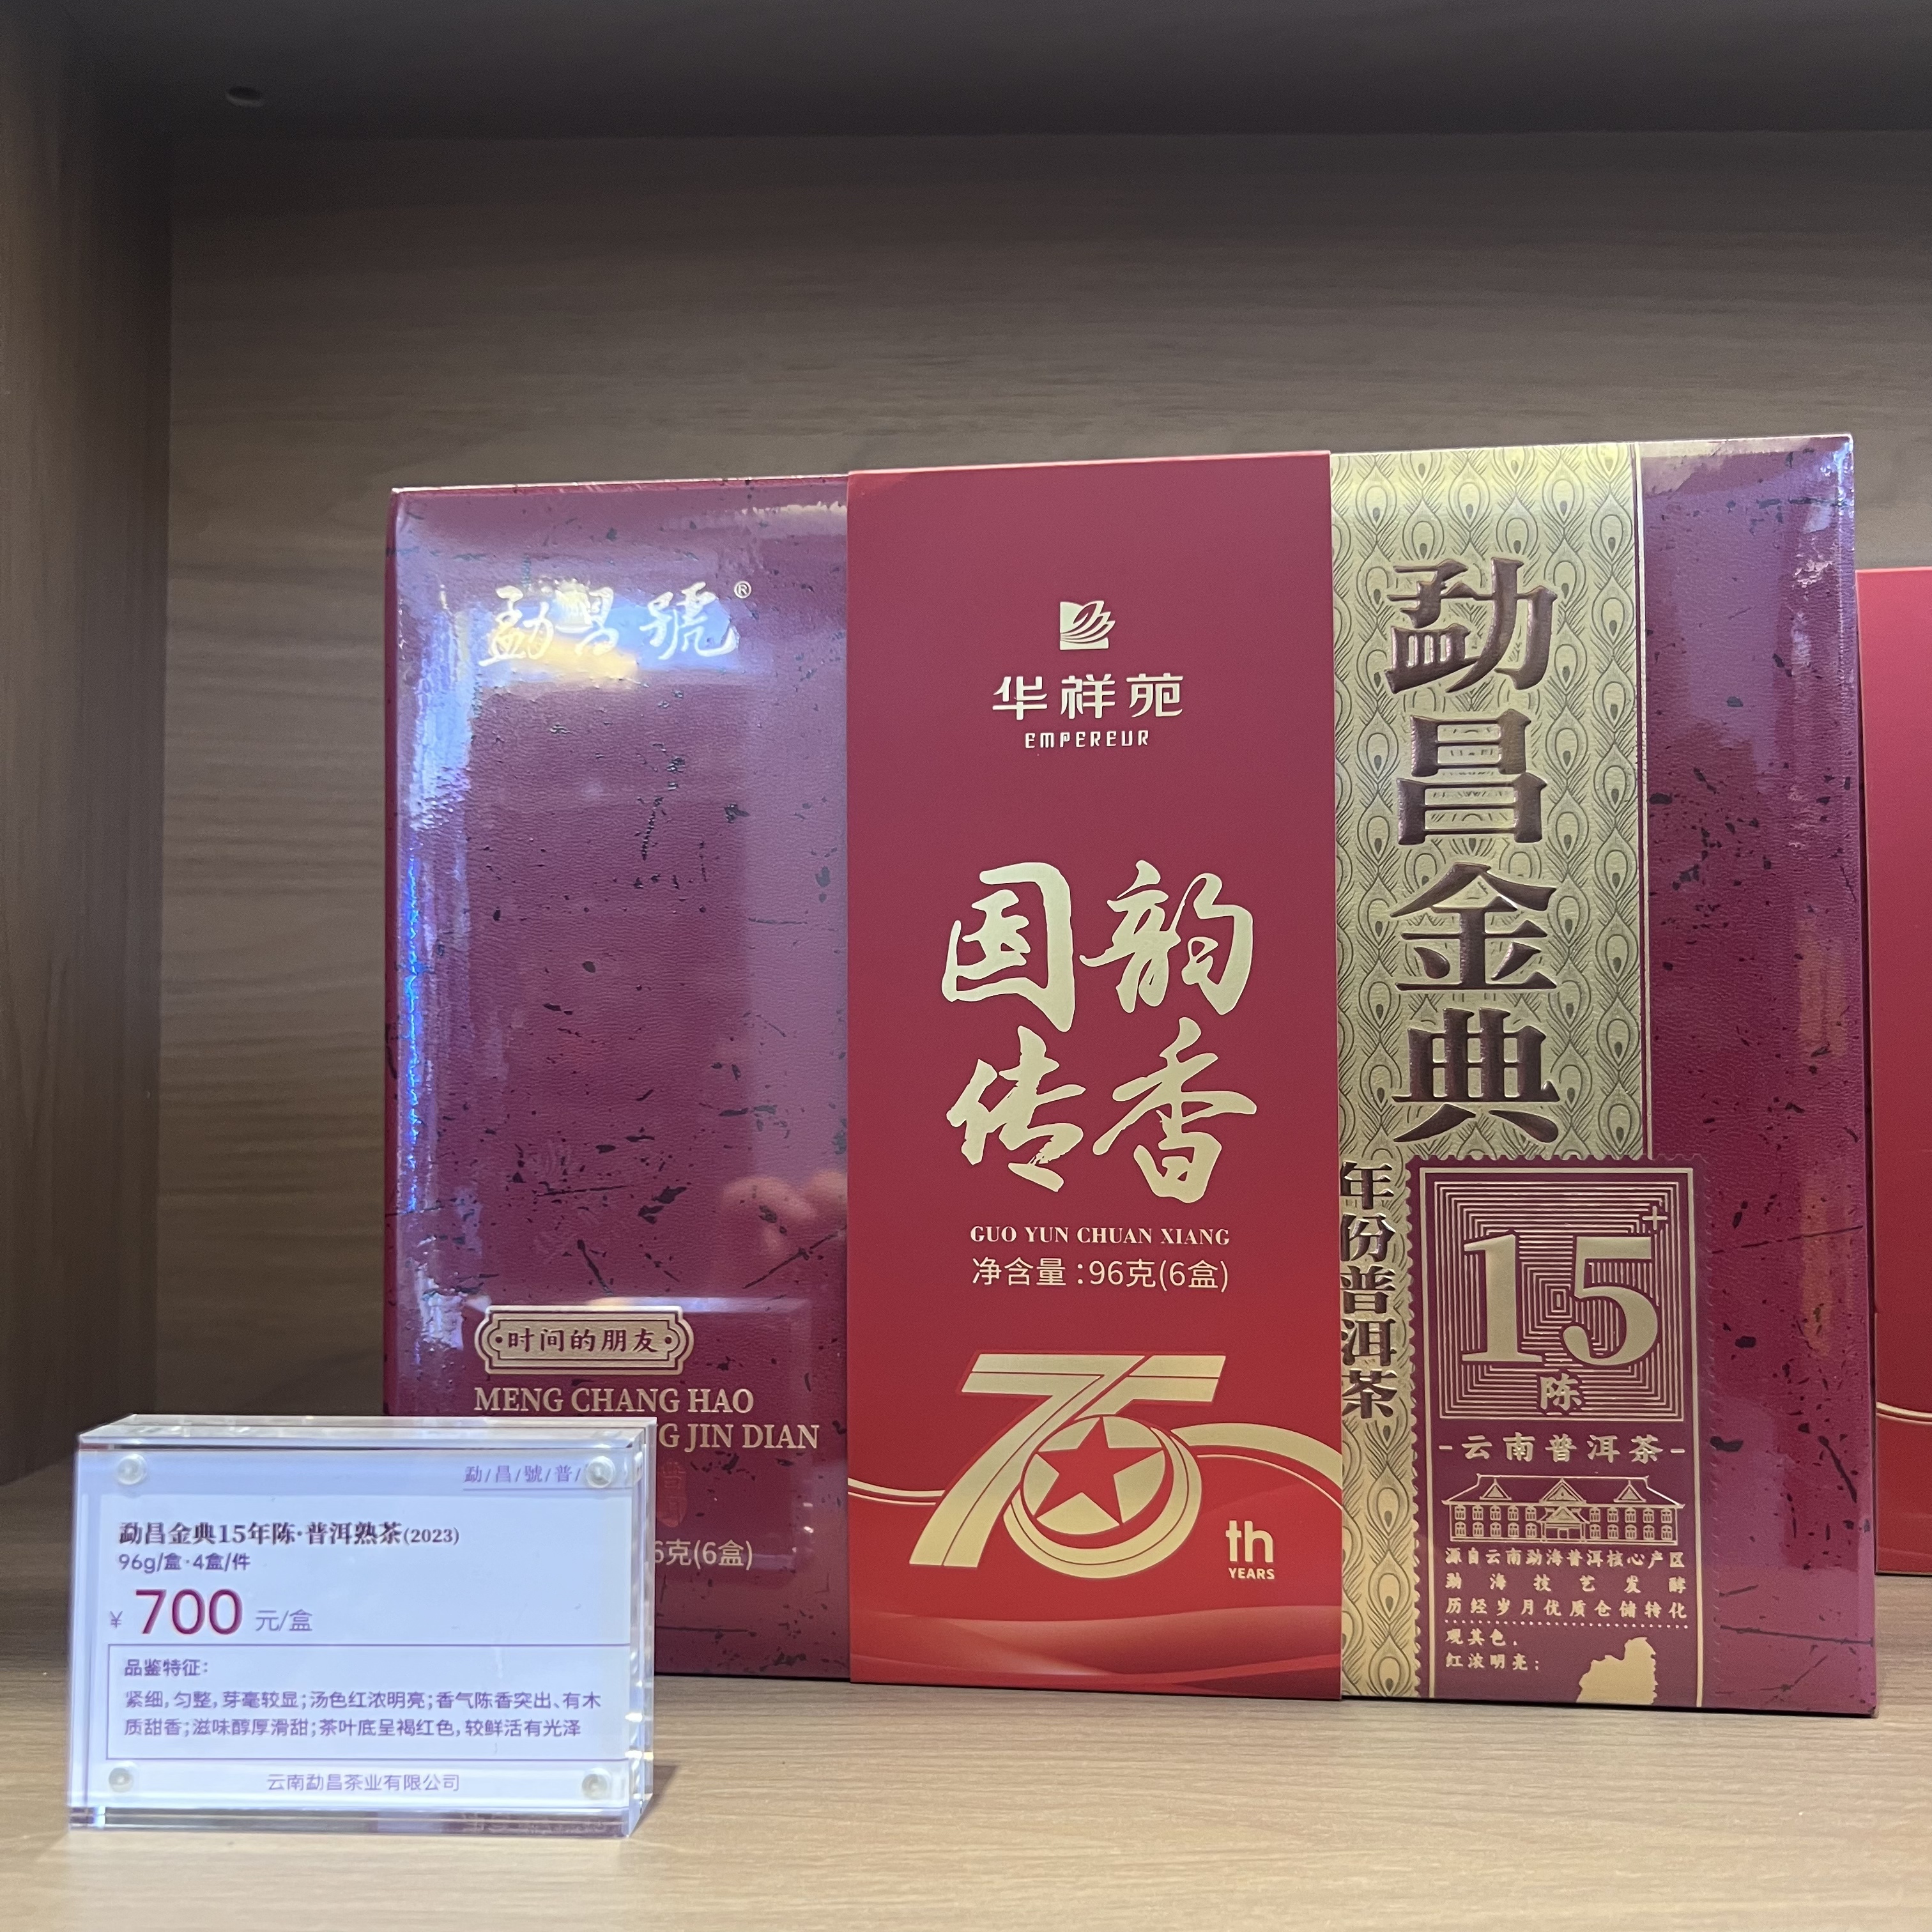 勐昌號®
时间的朋友
MENG CHANG HAO
G JIN DIAN
6克(6盒)
华祥苑
EMPEREUR
国韵
传香
GUO YUN CHUAN XIANG
净含量:96克(6盒)
75th
YEARS
勐昌金典
年份普洱茶
15+
陈
-云南普洱茶-
源自云南勐海普洱核心产区
勐海技艺发酵
历经岁月优质仓储转化
观其色,
红浓明亮;
勐/昌/號/普/
勐昌金典15年陈·普洱熟茶(2023)
96g/盒·4盒/件
¥ 700 元/盒
品鉴特征:
紧细,匀整,芽毫较显;汤色红浓明亮;香气陈香突出、有木
质甜香;滋味醇厚滑甜;茶叶底呈褐红色,较鲜活有光泽
云南勐昌茶业有限公司